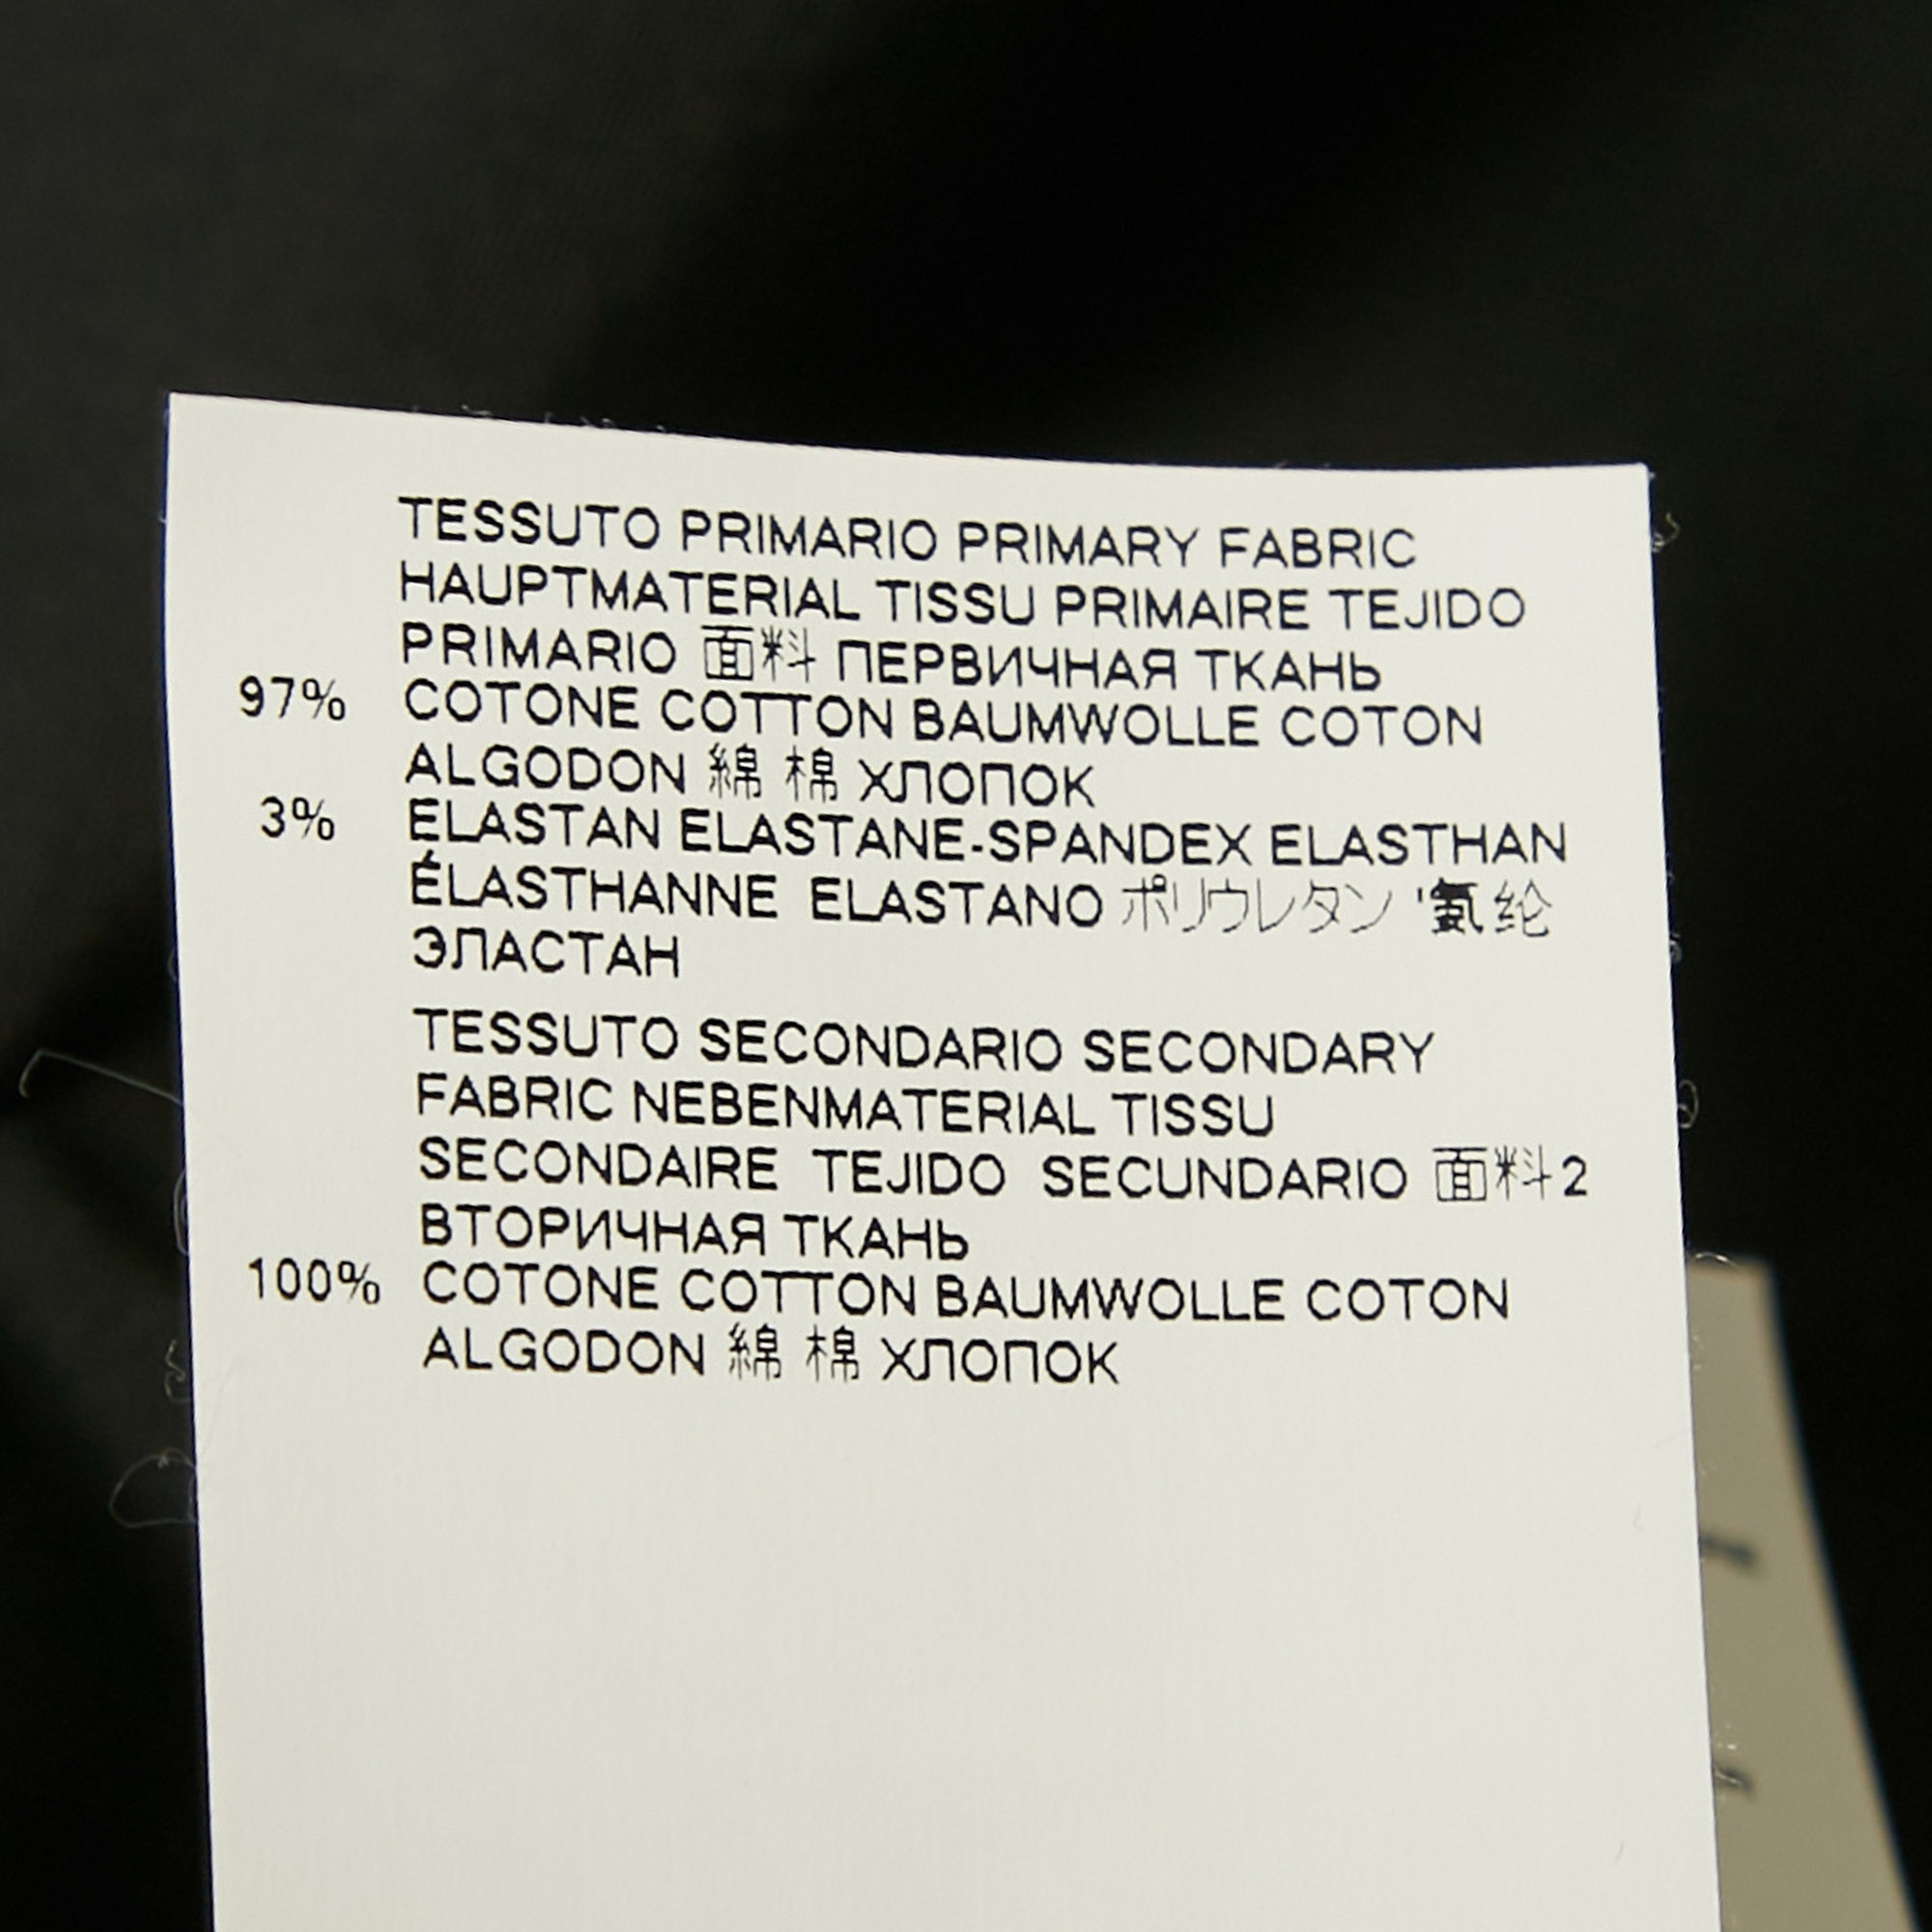 TESSUTO PRIMARIO PRIMARY FABRIC
HAUPTMATERIAL TISSU PRIMAIRE TEJIDO
PRIMARIO 面料 ПЕРВИЧНАЯ ТКАНЬ
97% COTONE COTTON BAUMWOLLE COTON
ALGODON 綿 棉 ХЛОПОК
3% ELASTAN ELASTANE-SPANDEX ELASTHAN
ÉLASTHANNE ELASTANO ポリウレタン '氨纶
ЭЛАСТАН
TESSUTO SECONDARIO SECONDARY
FABRIC NEBENMATERIAL TISSU
SECONDAIRE TEJIDO SECUNDARIO 面料2
ВТОРИЧНАЯ ТКАНЬ
100% COTONE COTTON BAUMWOLLE COTON
ALGODON 綿 棉 ХЛОПОК